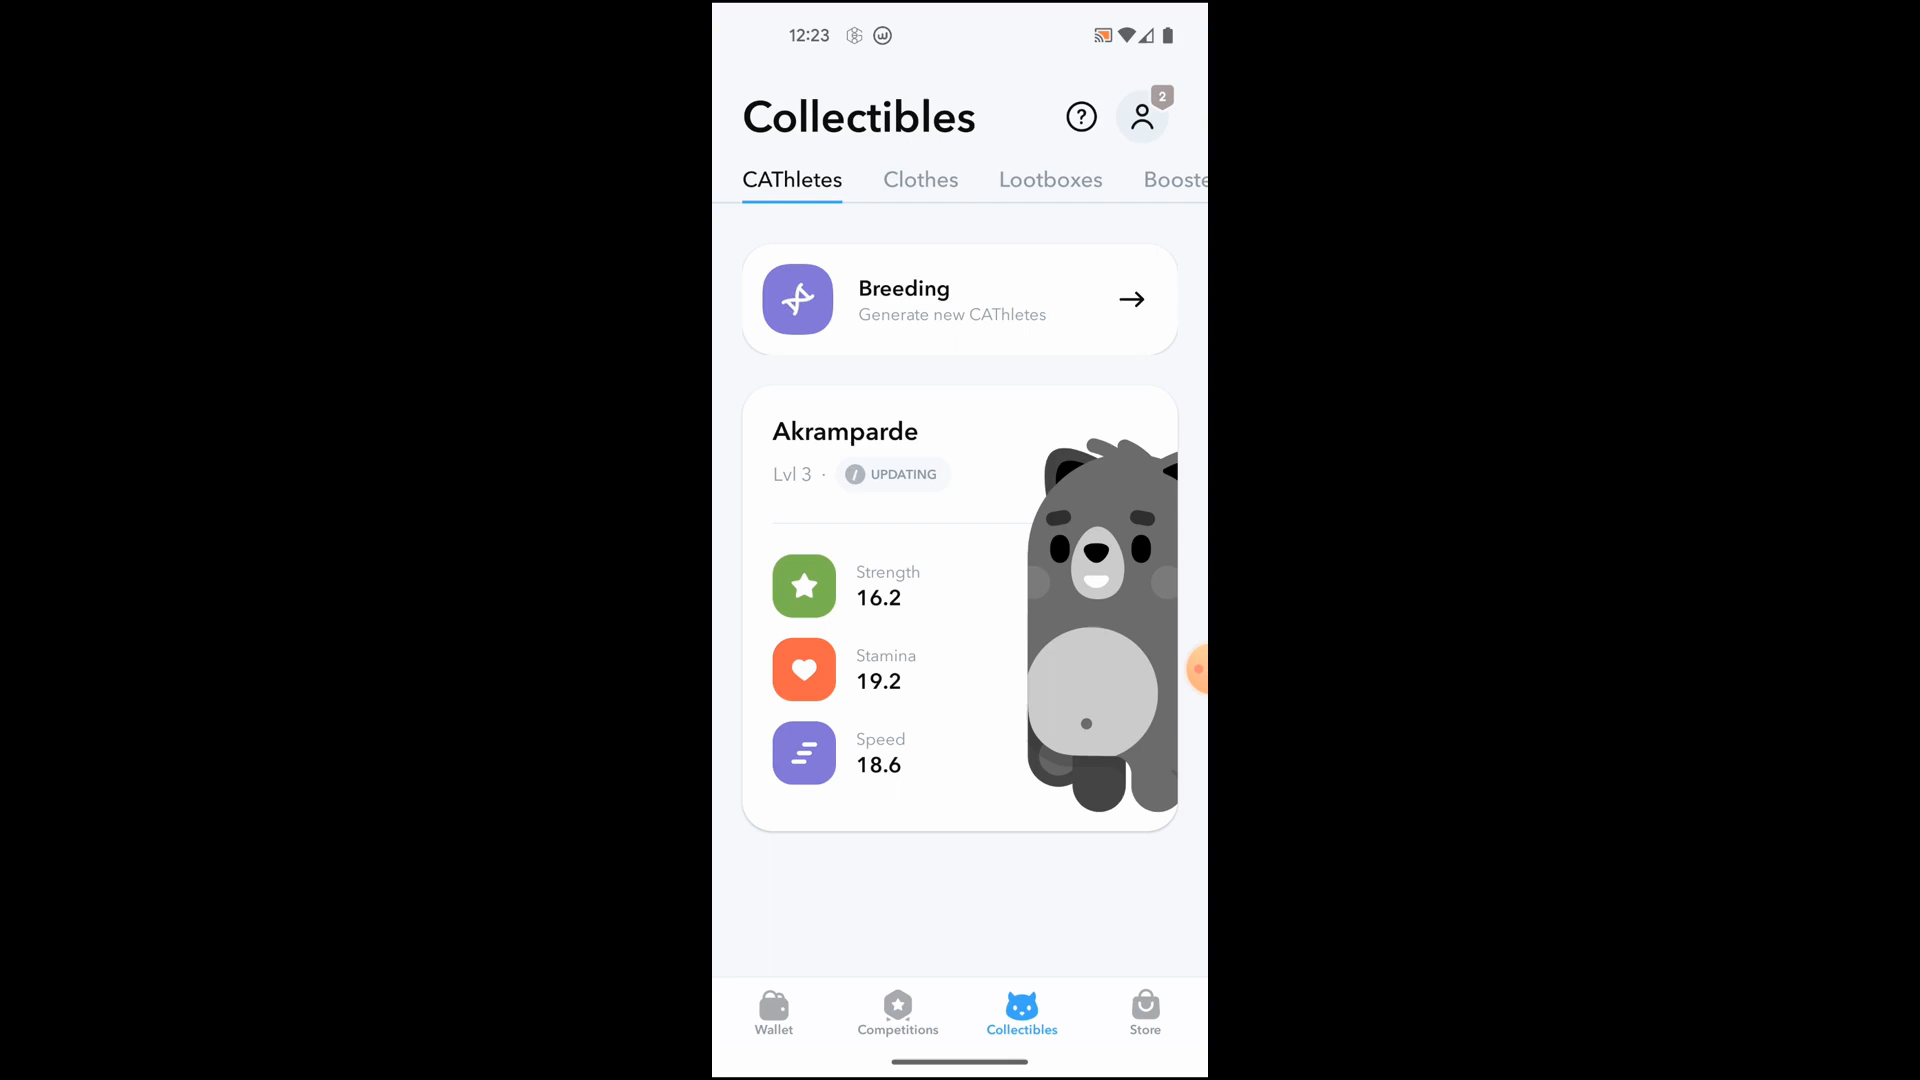 12:23
Collectibles
2
CAThletes Clothes Lootboxes Booste
Breeding
Generate new CAThletes
Akramparde
Lvl 3 · UPDATING
Strength
16.2
Stamina
19.2
Speed
18.6
Wallet Competitions Collectibles Store